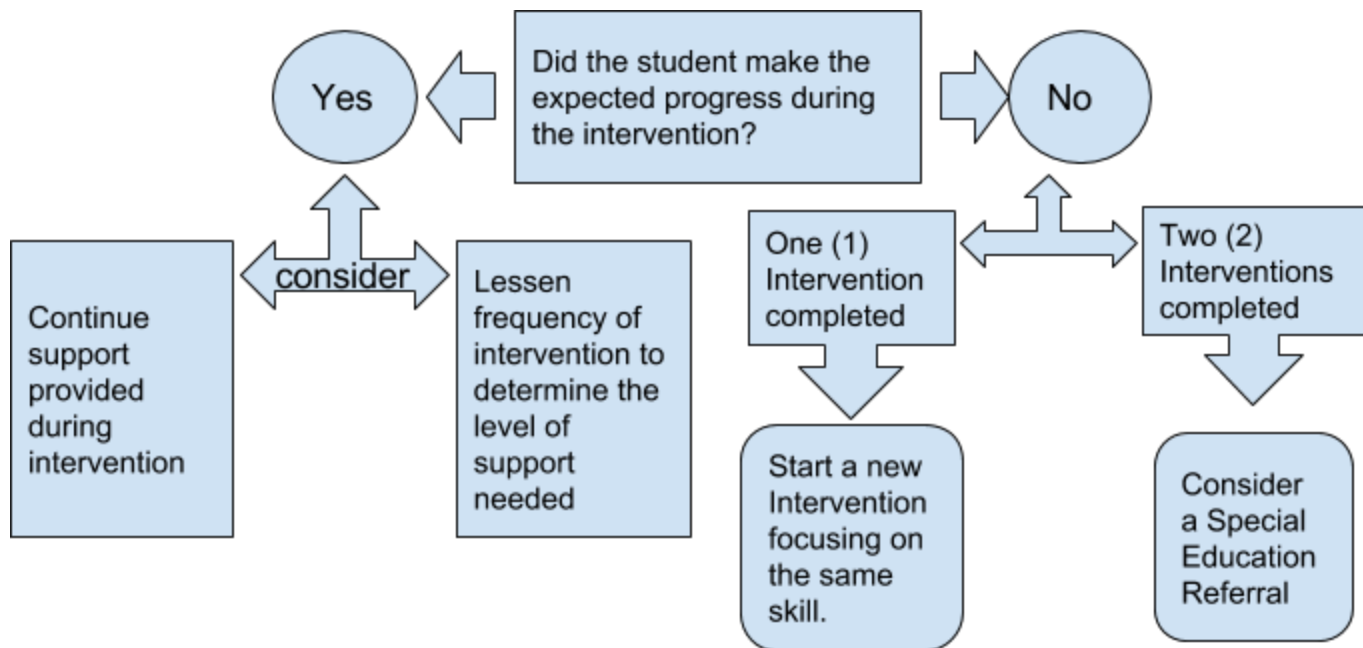 Did the student make the
expected progress during
the intervention?
Yes
No
consider
Continue
support
provided
during
intervention
Lessen
frequency of
intervention to
determine the
level of
support
needed
One (1)
Intervention
completed
Two (2)
Interventions
completed
Start a new
Intervention
focusing on
the same
skill.
Consider
a Special
Education
Referral